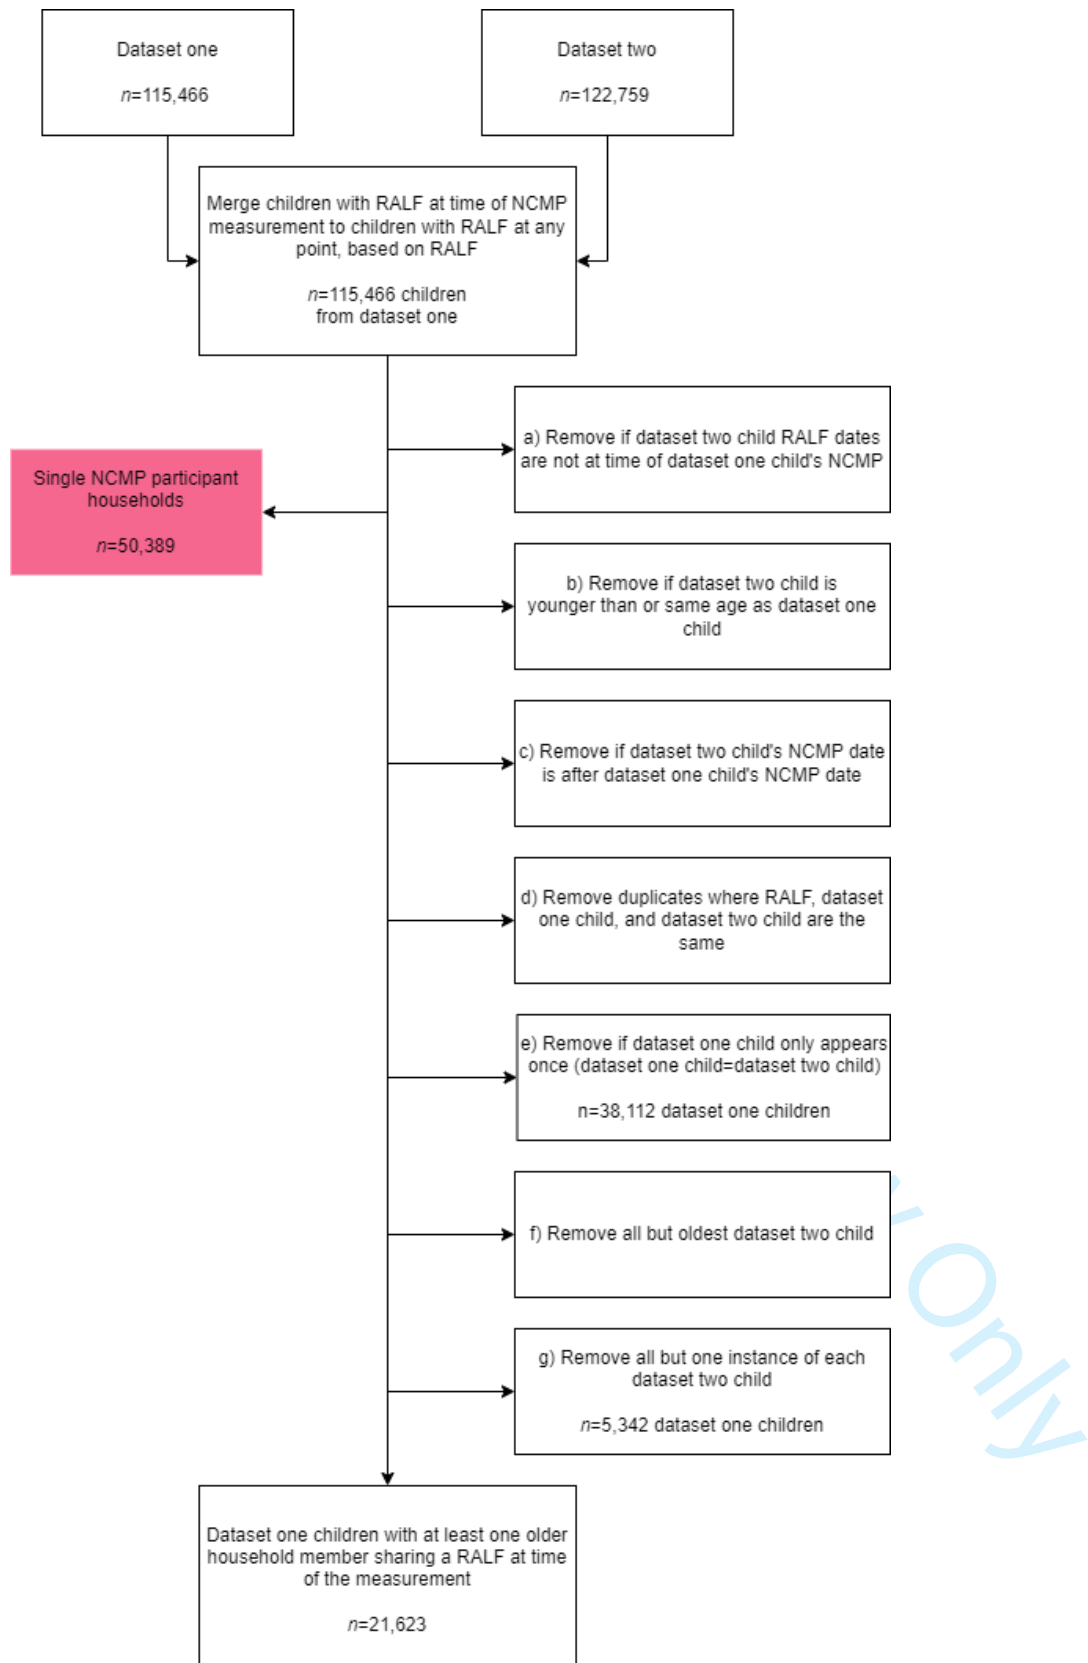 Dataset one
n=115,466
Dataset two
n=122,759
Merge children with RALF at time of NCMP
measurement to children with RALF at any
point, based on RALF
n=115,466 children
from dataset one
a) Remove if dataset two child RALF dates
are not at time of dataset one child's NCMP
Single NCMP participant
households
n=50,389
b) Remove if dataset two child is
younger than or same age as dataset one
child
c) Remove if dataset two child's NCMP date
is after dataset one child's NCMP date
d) Remove duplicates where RALF, dataset
one child, and dataset two child are the
same
e) Remove if dataset one child only appears
once (dataset one child=dataset two child)
n=38,112 dataset one children
f) Remove all but oldest dataset two child
g) Remove all but one instance of each
dataset two child
n=5,342 dataset one children
Dataset one children with at least one older
household member sharing a RALF at time
of the measurement
n=21,623
Only